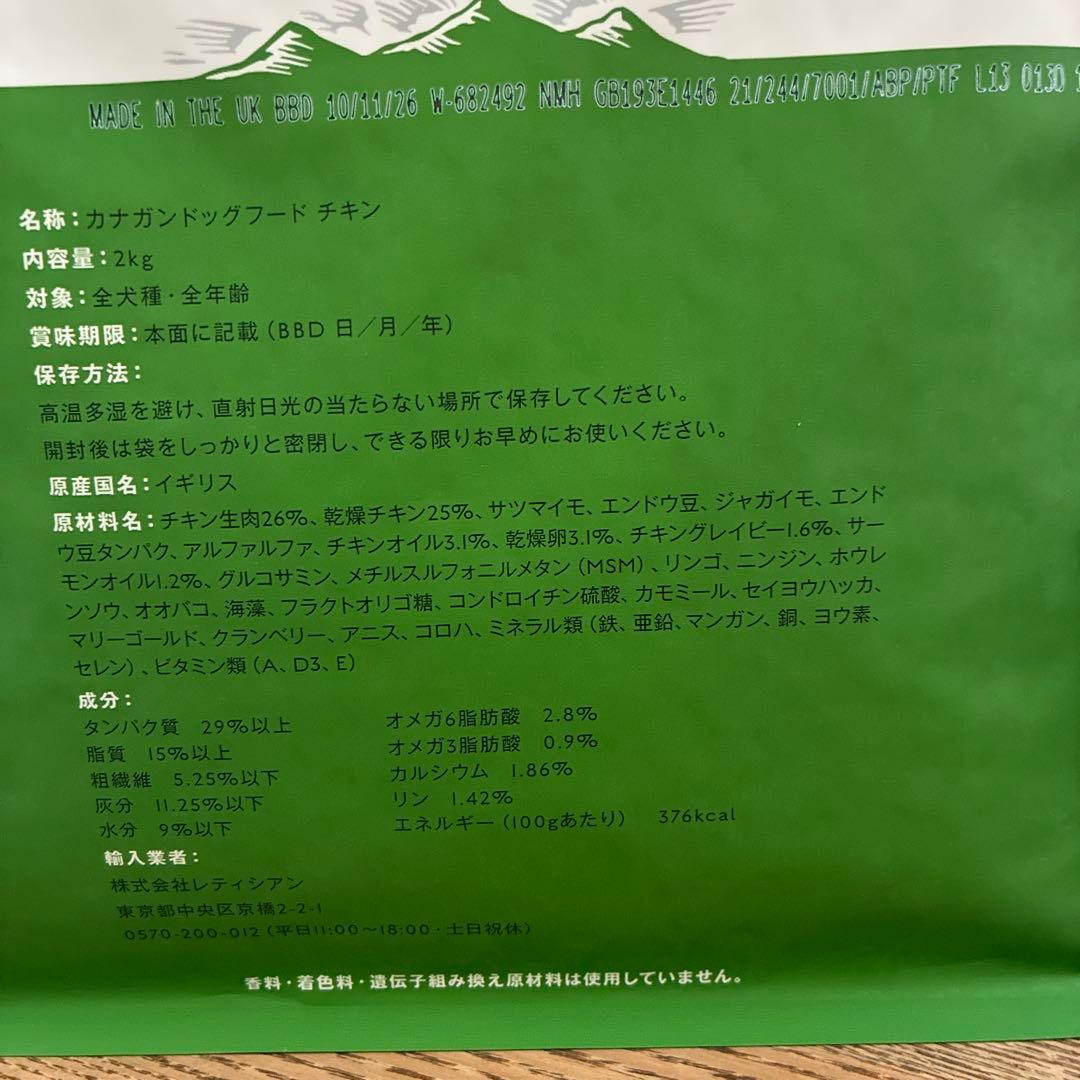 MADE IN THE UK BBD 10/11/26 W-682492 NMH GB193E1446 21/244/7001/ABP/PTF L13 0130
名称：カナガンドッグフード チキン
内容量：2kg
対象：全犬種・全年齢
賞味期限：本面に記載（BBD 日／月／年）
保存方法：
高温多湿を避け、直射日光の当たらない場所で保存してください。
開封後は袋をしっかりと密閉し、できる限りお早めにお使いください。
原産国名：イギリス
原材料名：チキン生肉26%、乾燥チキン25%、サツマイモ、エンドウ豆、ジャガイモ、エンド
ウ豆タンパク、アルファルファ、チキンオイル3.1%、乾燥卵3.1%、チキングレイビー1.6%、サー
モンオイル1.2%、グルコサミン、メチルスルフォニルメタン（MSM）、リンゴ、ニンジン、ホウレ
ンソウ、オオバコ、海藻、フラクトオリゴ糖、コンドロイチン硫酸、カモミール、セイヨウハッカ、
マリーゴールド、クランベリー、アニス、コロハ、ミネラル類（鉄、亜鉛、マンガン、銅、ヨウ素、
セレン）、ビタミン類（A、D3、E）
成分：
タンパク質 29%以上
脂質 15%以上
粗繊維 5.25%以下
灰分 11.25%以下
水分 9%以下
オメガ6脂肪酸 2.8%
オメガ3脂肪酸 0.9%
カルシウム 1.86%
リン 1.42%
エネルギー（100gあたり） 376kcal
輸入業者：
株式会社レティシアン
東京都中央区京橋2-2-1
0570-200-012（平日11:00〜18:00・土日祝休）
香料・着色料・遺伝子組み換え原材料は使用していません。